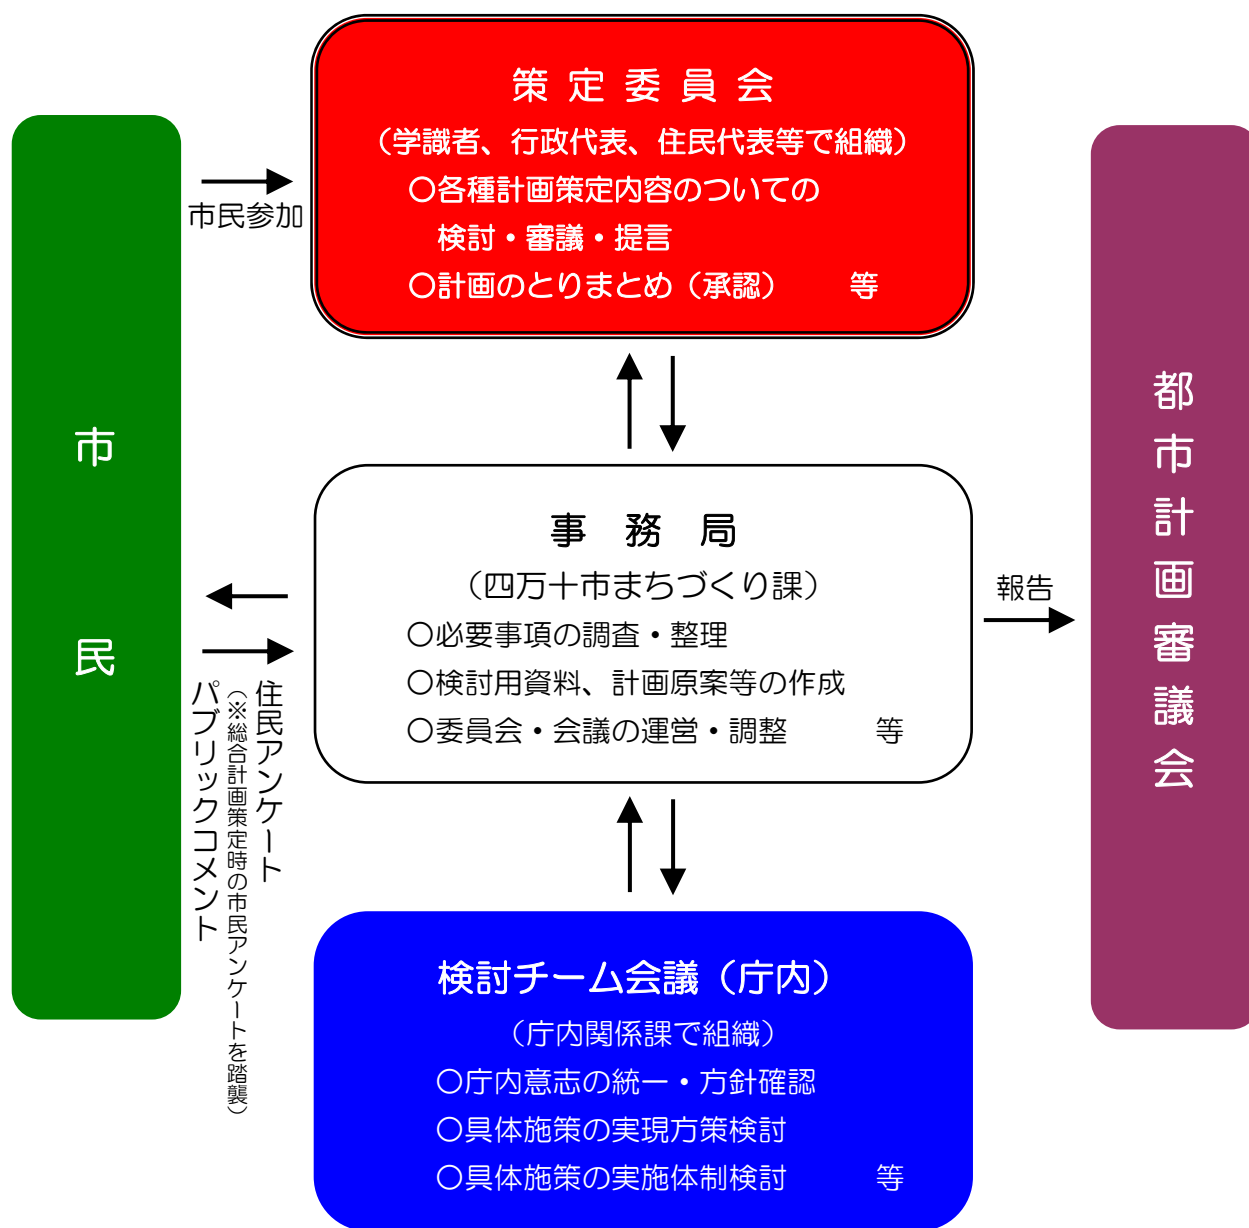 策定委員会
（学識者、行政代表、住民代表等で組織）
〇各種計画策定内容のついての
検討・審議・提言
〇計画のとりまとめ（承認）　等
市民参加
市民
事務局
（四万十市まちづくり課）
〇必要事項の調査・整理
〇検討用資料、計画原案等の作成
〇委員会・会議の運営・調整　等
住民アンケート
（※総合計画策定時の市民アンケートを踏襲）
パブリックコメント
報告
都市計画審議会
検討チーム会議（庁内）
（庁内関係課で組織）
〇庁内意志の統一・方針確認
〇具体施策の実現方策検討
〇具体施策の実施体制検討　等